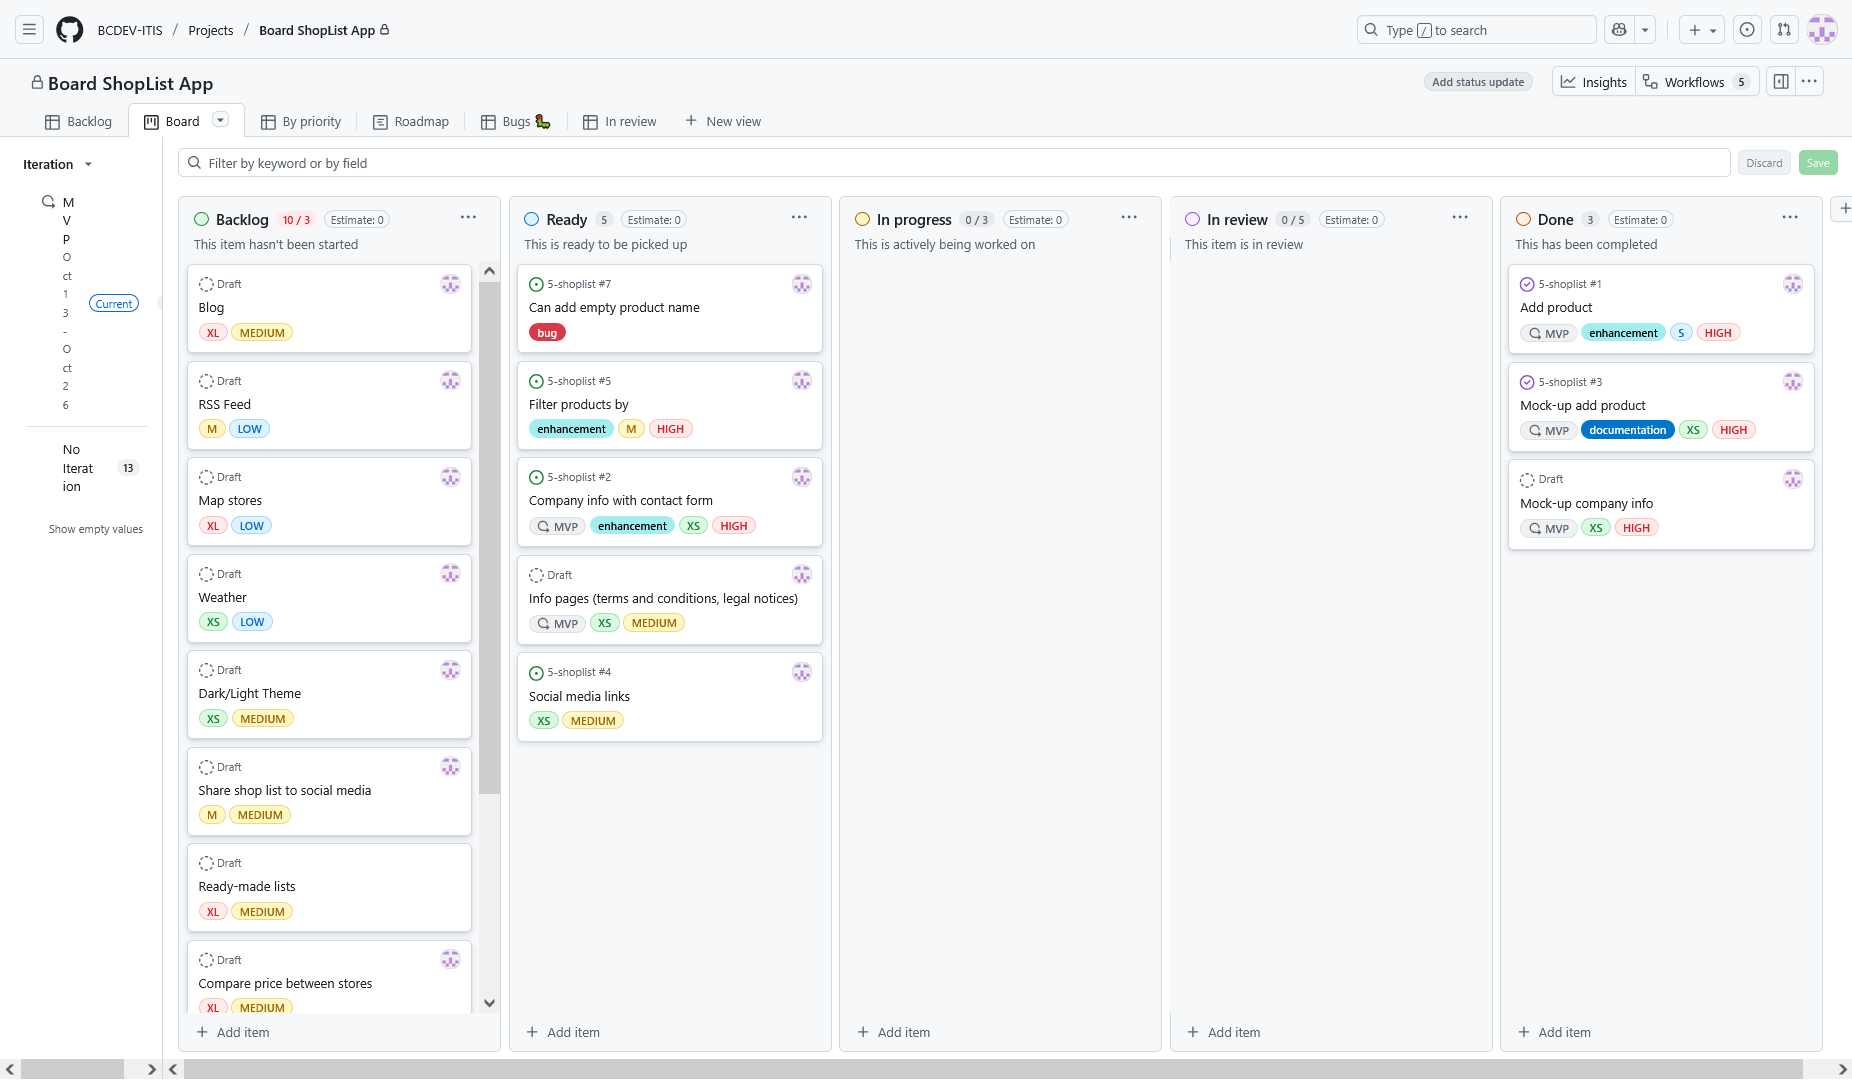 BCDEV-ITIS / Projects / Board ShopList App
Type / to search
Board ShopList App
Add status update
Insights
Workflows 5
Backlog
Board
By priority
Roadmap
Bugs
In review
New view
Iteration
M
V
P
O
ct
1
3
-
O
ct
2
6
Current
No
Iterat
ion
13
Show empty values
Filter by keyword or by field
Discard
Save
Backlog 10 / 3 Estimate: 0
This item hasn't been started
Draft
Blog
XL MEDIUM
Draft
RSS Feed
M LOW
Draft
Map stores
XL LOW
Draft
Weather
XS LOW
Draft
Dark/Light Theme
XS MEDIUM
Draft
Share shop list to social media
M MEDIUM
Draft
Ready-made lists
XL MEDIUM
Draft
Compare price between stores
XL MEDIUM
Add item
Ready 5 Estimate: 0
This is ready to be picked up
5-shoplist #7
Can add empty product name
bug
5-shoplist #5
Filter products by
enhancement M HIGH
5-shoplist #2
Company info with contact form
MVP enhancement XS HIGH
Draft
Info pages (terms and conditions, legal notices)
MVP XS MEDIUM
5-shoplist #4
Social media links
XS MEDIUM
Add item
In progress 0 / 3 Estimate: 0
This is actively being worked on
Add item
In review 0 / 5 Estimate: 0
This item is in review
Add item
Done 3 Estimate: 0
This has been completed
5-shoplist #1
Add product
MVP enhancement S HIGH
5-shoplist #3
Mock-up add product
MVP documentation XS HIGH
Draft
Mock-up company info
MVP XS HIGH
Add item